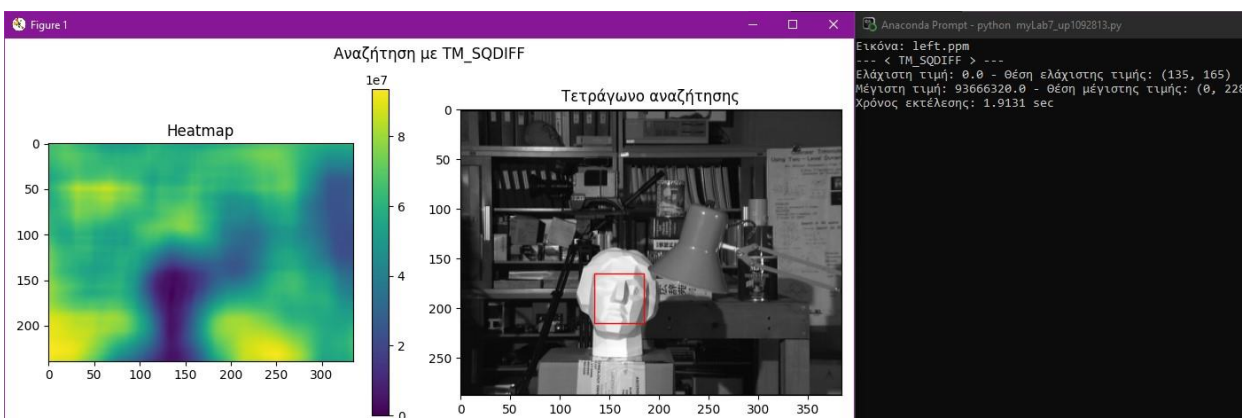 Figure 1
Αναζήτηση με TM_SQDIFF
1e7
Heatmap
0
50
100
150
200
0 50 100 150 200 250 300
8
6
4
2
0
Τετράγωνο αναζήτησης
0
50
100
150
200
250
0 50 100 150 200 250 300 350
Anaconda Prompt - python myLab7_up1092813.py
Εικόνα: left.ppm
--- < TM_SQDIFF > ---
Ελάχιστη τιμή: 0.0 - Θέση ελάχιστης τιμής: (135, 165)
Μέγιστη τιμή: 93666320.0 - Θέση μέγιστης τιμής: (0, 228
Χρόνος εκτέλεσης: 1.9131 sec